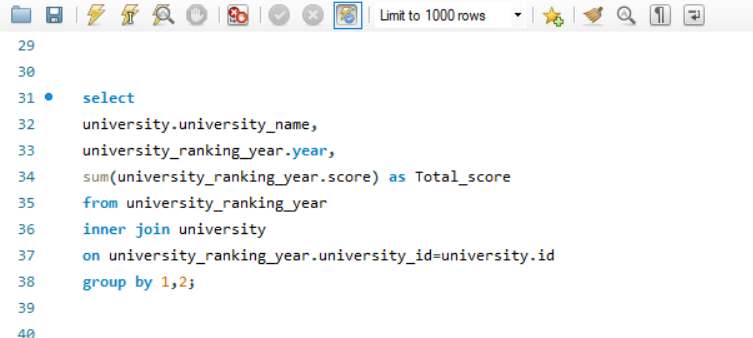 Limit to 1000 rows
29
30
31 select
32 university.university_name,
33 university_ranking_year.year,
34 sum(university_ranking_year.score) as Total_score
35 from university_ranking_year
36 inner join university
37 on university_ranking_year.university_id=university.id
38 group by 1,2;
39
40